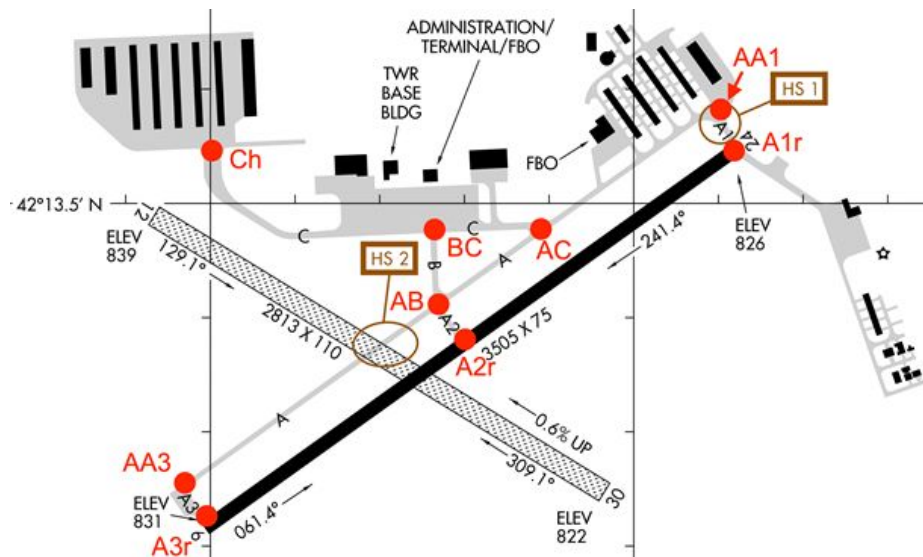 ADMINISTRATION/
TERMINAL/FBO
TWR
BASE
BLDG
AA1
HS 1
A1
24
A1r
FBO
Ch
42°13.5' N
ELEV
826
12
ELEV
839
C
BC
C
AC
241.4°
129.1°
HS 2
B
A
AB
A2
2813 X 110
3505 X 75
A2r
A
0.6% UP
309.1°
AA3
A3
ELEV
831
061.4°
30
6
A3r
ELEV
822